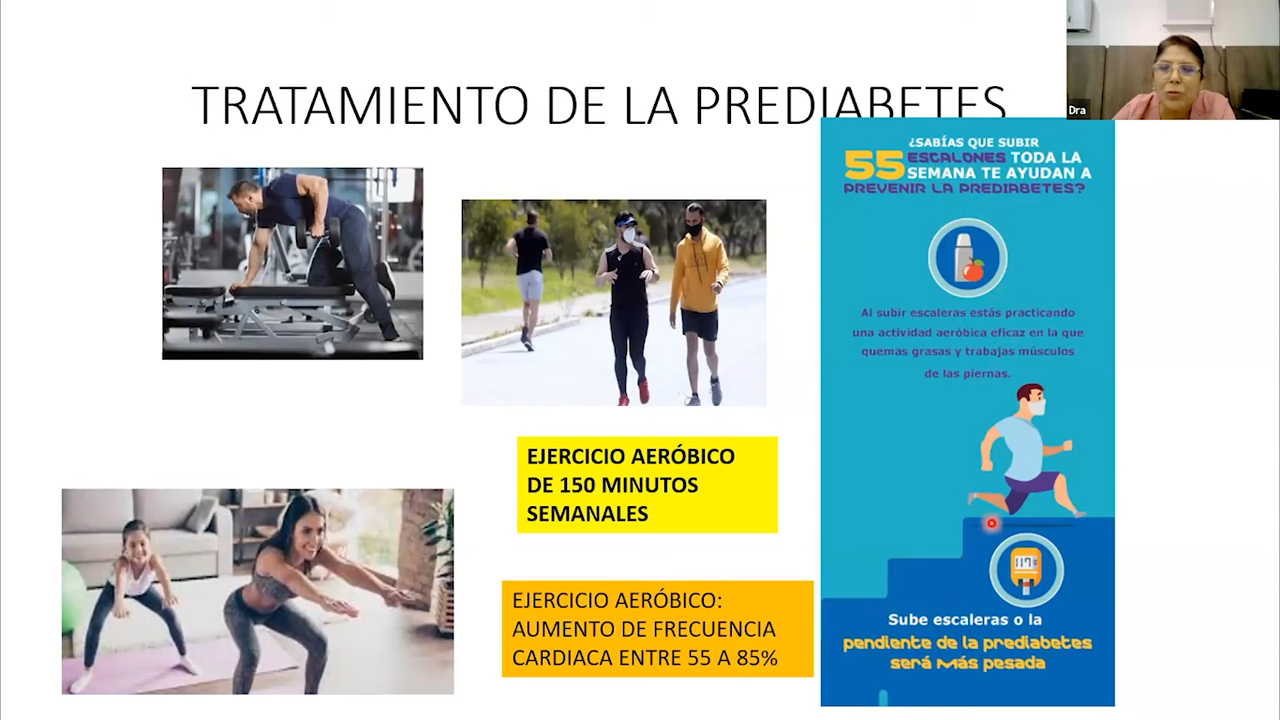 TRATAMIENTO DE LA PREDIABETES
Dra
¿SABÍAS QUE SUBIR
55 ESCALONES TODA LA
SEMANA TE AYUDAN A
PREVENIR LA PREDIABETES?
Al subir escaleras estás practicando
una actividad aeróbica eficaz en la que
quemas grasas y trabajas músculos
de las piernas.
EJERCICIO AERÓBICO
DE 150 MINUTOS
SEMANALES
EJERCICIO AERÓBICO:
AUMENTO DE FRECUENCIA
CARDIACA ENTRE 55 A 85%
Sube escaleras o la
pendiente de la prediabetes
será Más pesada